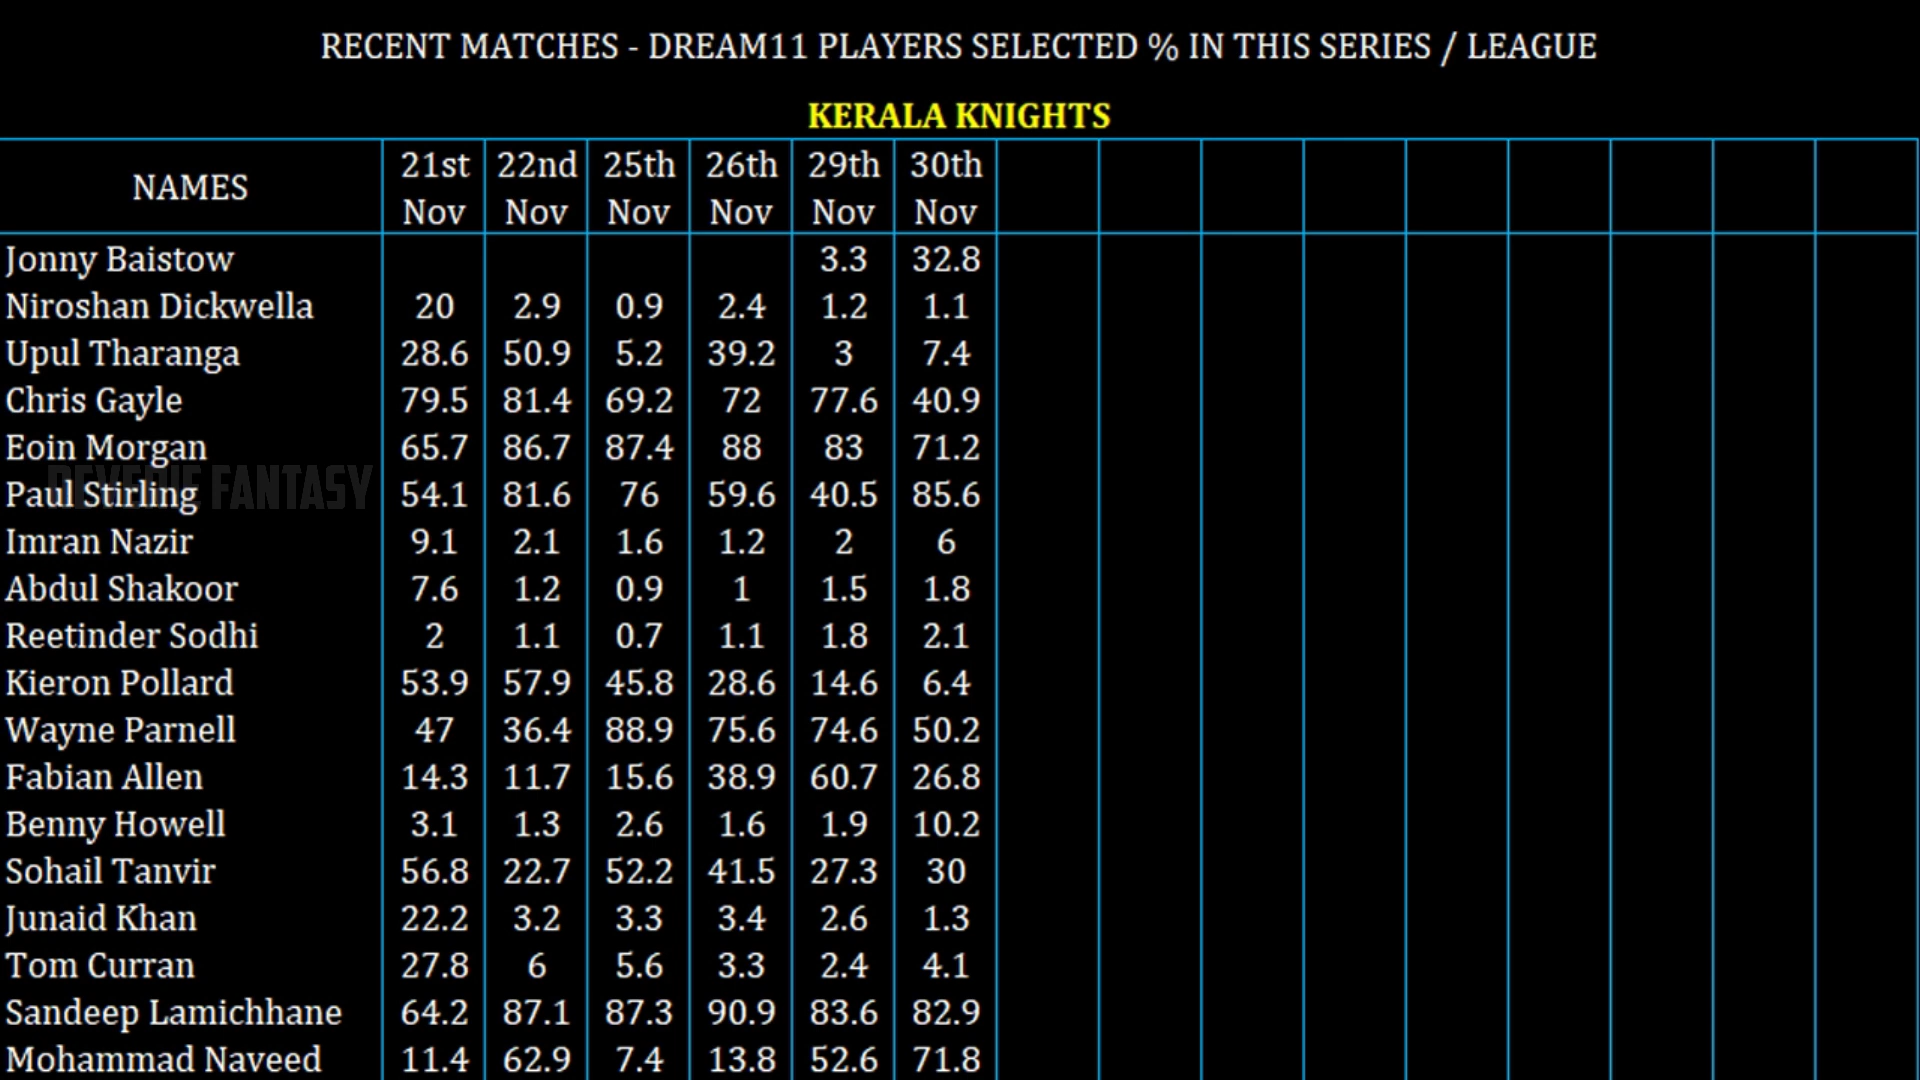 RECENT MATCHES - DREAM11 PLAYERS SELECTED % IN THIS SERIES / LEAGUE
KERALA KNIGHTS
NAMES 21st Nov 22nd Nov 25th Nov 26th Nov 29th Nov 30th Nov
Jonny Baistow 3.3 32.8
Niroshan Dickwella 20 2.9 0.9 2.4 1.2 1.1
Upul Tharanga 28.6 50.9 5.2 39.2 3 7.4
Chris Gayle 79.5 81.4 69.2 72 77.6 40.9
Eoin Morgan 65.7 86.7 87.4 88 83 71.2
FANTASY
Paul Stirling 54.1 81.6 76 59.6 40.5 85.6
Imran Nazir 9.1 2.1 1.6 1.2 2 6
Abdul Shakoor 7.6 1.2 0.9 1 1.5 1.8
Reetinder Sodhi 2 1.1 0.7 1.1 1.8 2.1
Kieron Pollard 53.9 57.9 45.8 28.6 14.6 6.4
Wayne Parnell 47 36.4 88.9 75.6 74.6 50.2
Fabian Allen 14.3 11.7 15.6 38.9 60.7 26.8
Benny Howell 3.1 1.3 2.6 1.6 1.9 10.2
Sohail Tanvir 56.8 22.7 52.2 41.5 27.3 30
Junaid Khan 22.2 3.2 3.3 3.4 2.6 1.3
Tom Curran 27.8 6 5.6 3.3 2.4 4.1
Sandeep Lamichhane 64.2 87.1 87.3 90.9 83.6 82.9
Mohammad Naveed 11.4 62.9 7.4 13.8 52.6 71.8